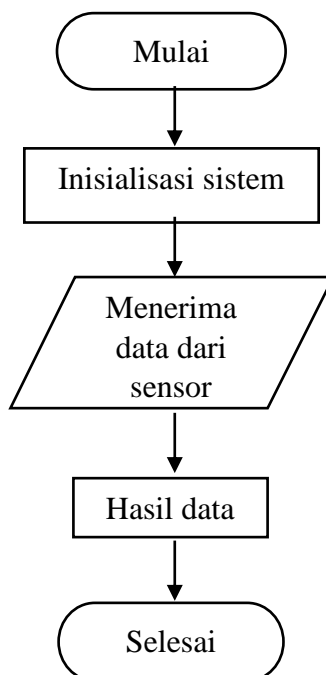 Mulai
Inisialisasi sistem
Menerima
data dari
sensor
Hasil data
Selesai